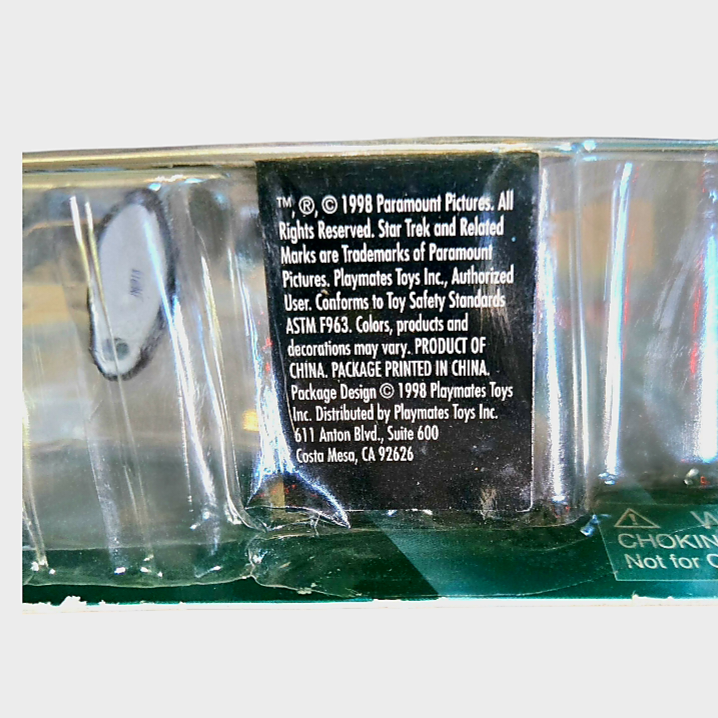 ™, ®, © 1998 Paramount Pictures. All
Rights Reserved. Star Trek and Related
Marks are Trademarks of Paramount
Pictures. Playmates Toys Inc., Authorized
User. Conforms to Toy Safety Standards
ASTM F963. Colors, products and
decorations may vary. PRODUCT OF
CHINA. PACKAGE PRINTED IN CHINA.
Package Design © 1998 Playmates Toys
Inc. Distributed by Playmates Toys Inc.
611 Anton Blvd., Suite 600
Costa Mesa, CA 92626
CHOKIN
Not for